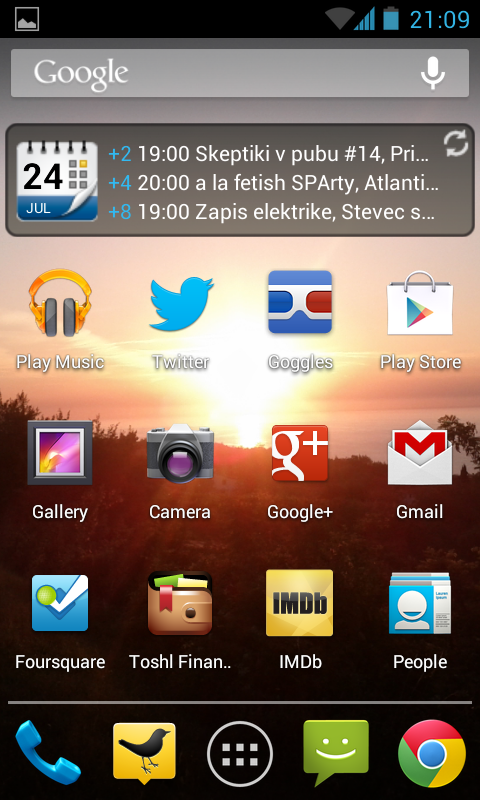 21:09
Google
24
JUL
+2 19:00 Skeptiki v pubu #14, Pri...
+4 20:00 a la fetish SPArty, Atlanti...
+8 19:00 Zapis elektrike, Stevec s...
Play Music Twitter Goggles Play Store
g+
M
Gallery Camera Google+ Gmail
IMDb
Foursquare Toshl Finan.. IMDb People